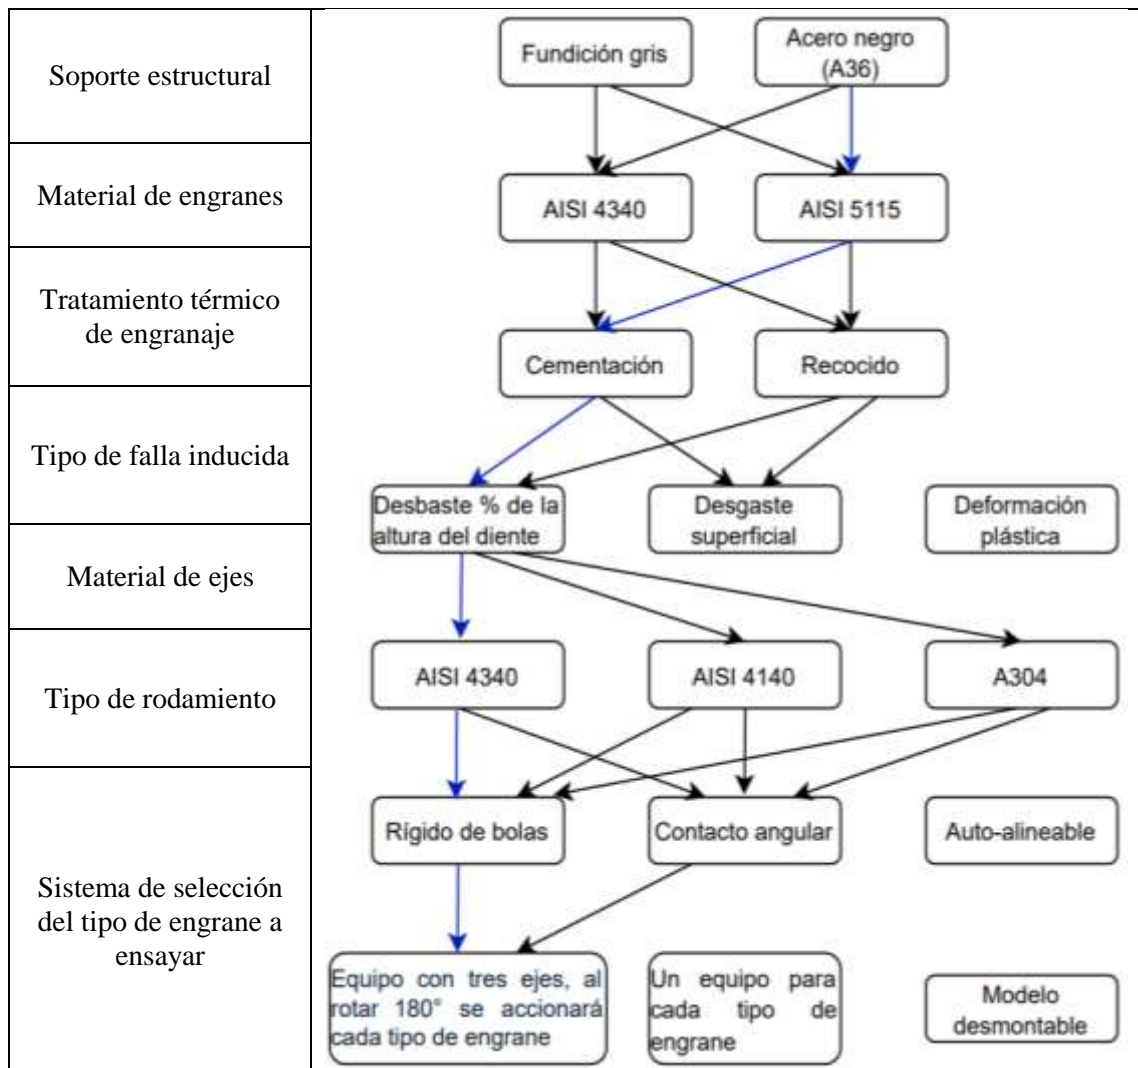 Soporte estructural
Fundición gris
Acero negro
(A36)
Material de engranes
AISI 4340
AISI 5115
Tratamiento térmico
de engranaje
Cementación
Recocido
Tipo de falla inducida
Desbaste % de la
altura del diente
Desgaste
superficial
Deformación
plástica
Material de ejes
AISI 4340
AISI 4140
A304
Tipo de rodamiento
Rígido de bolas
Contacto angular
Auto-alineable
Sistema de selección
del tipo de engrane a
ensayar
Equipo con tres ejes, al
rotar 180° se accionará
cada tipo de engrane
Un equipo para
cada tipo de
engrane
Modelo
desmontable